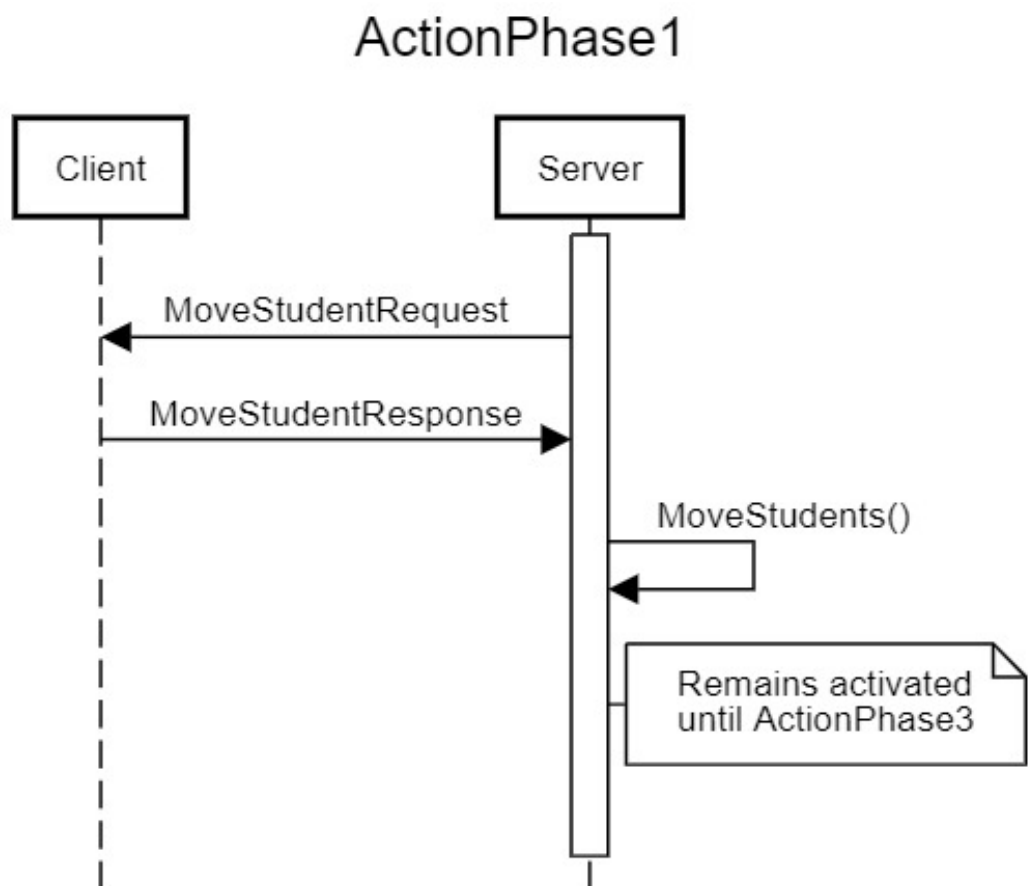 ActionPhase1
Client
Server
MoveStudentRequest
MoveStudentResponse
MoveStudents()
Remains activated
until ActionPhase3